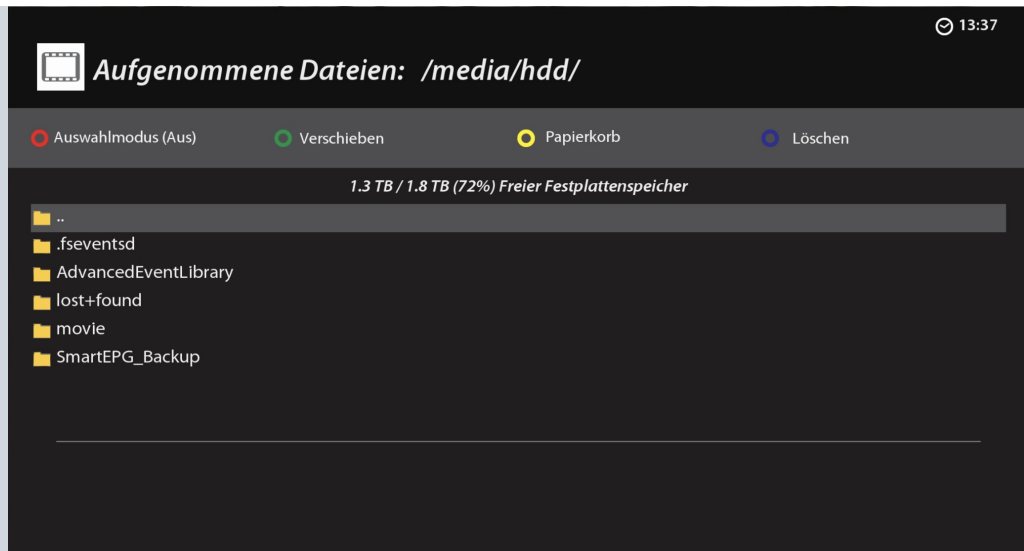 13:37
Aufgenommene Dateien: /media/hdd/
Auswahlmodus (Aus) Verschieben Papierkorb Löschen
1.3 TB / 1.8 TB (72%) Freier Festplattenspeicher
..
.fseventsd
AdvancedEventLibrary
lost+found
movie
SmartEPG_Backup